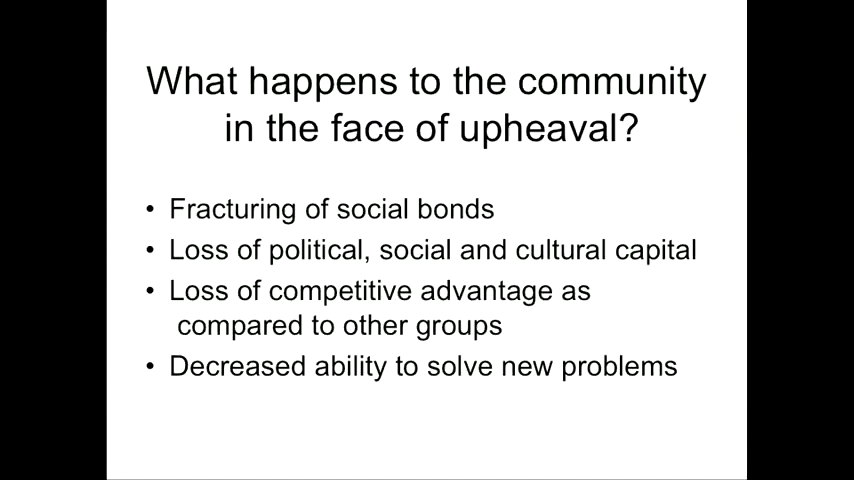 What happens to the community
in the face of upheaval?
• Fracturing of social bonds
• Loss of political, social and cultural capital
• Loss of competitive advantage as
compared to other groups
• Decreased ability to solve new problems